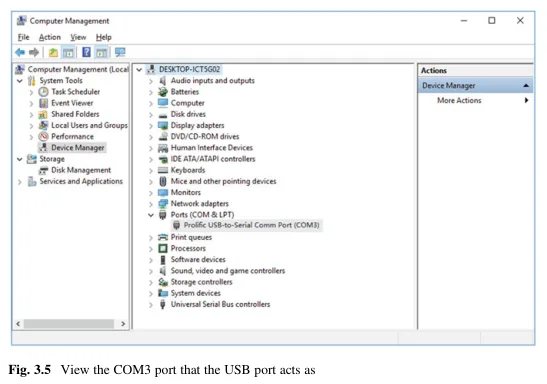 Computer Management
File Action View Help
Computer Management (Local
System Tools
Task Scheduler
Event Viewer
Shared Folders
Local Users and Groups
Performance
Device Manager
Storage
Disk Management
Services and Applications
DESKTOP-ICT5G02
Audio inputs and outputs
Batteries
Computer
Disk drives
Display adapters
DVD/CD-ROM drives
Human Interface Devices
IDE ATA/ATAPI controllers
Keyboards
Mice and other pointing devices
Monitors
Network adapters
Ports (COM & LPT)
Prolific USB-to-Serial Comm Port (COM3)
Print queues
Processors
Software devices
Sound, video and game controllers
Storage controllers
System devices
Universal Serial Bus controllers
Actions
Device Manager
More Actions
Fig. 3.5 View the COM3 port that the USB port acts as